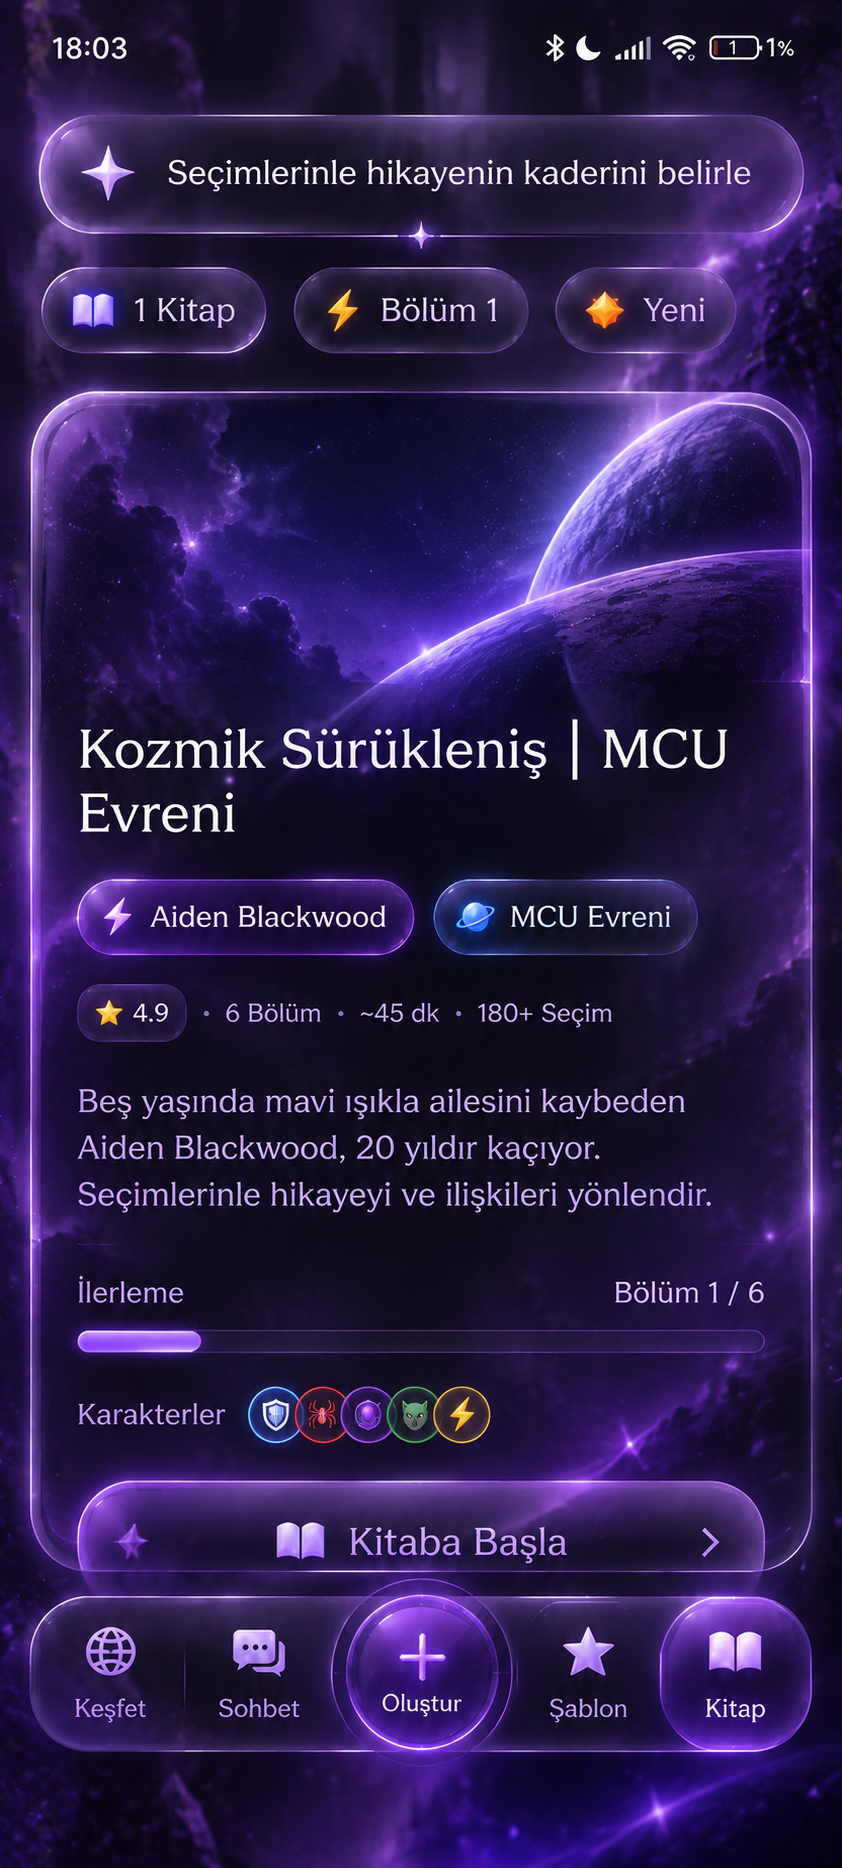 18:03
1 1%
Seçimlerinle hikayenin kaderini belirle
1 Kitap
Bölüm 1
Yeni
Kozmik Sürükleniş | MCU
Evreni
Aiden Blackwood
MCU Evreni
4.9 • 6 Bölüm • ~45 dk • 180+ Seçim
Beş yaşında mavi ışıkla ailesini kaybeden
Aiden Blackwood, 20 yıldır kaçıyor.
Seçimlerinle hikayeyi ve ilişkileri yönlendir.
İlerleme
Bölüm 1 / 6
Karakterler
Kitaba Başla
Keşfet
Sohbet
Oluştur
Şablon
Kitap